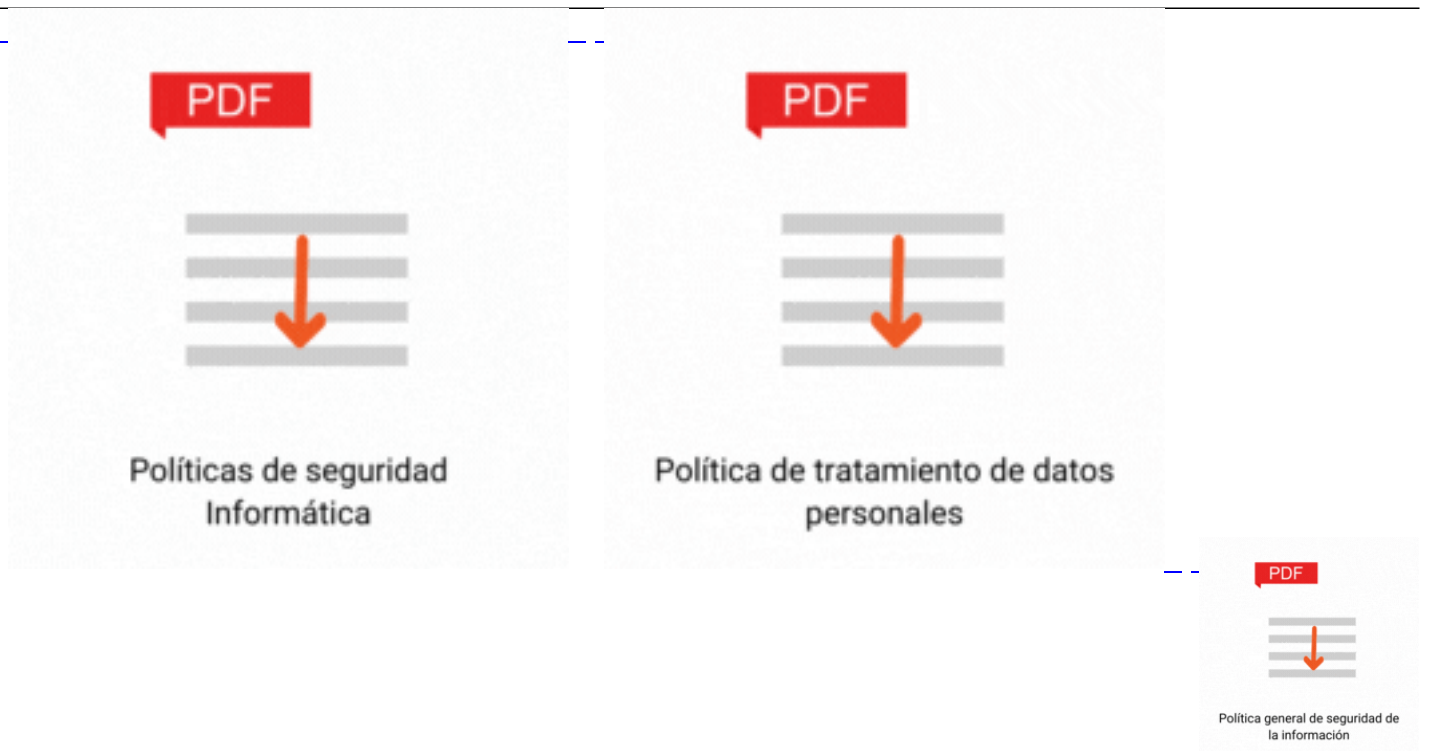 PDF
Políticas de seguridad
Informática
PDF
Política de tratamiento de datos
personales
PDF
Política general de seguridad de
la información